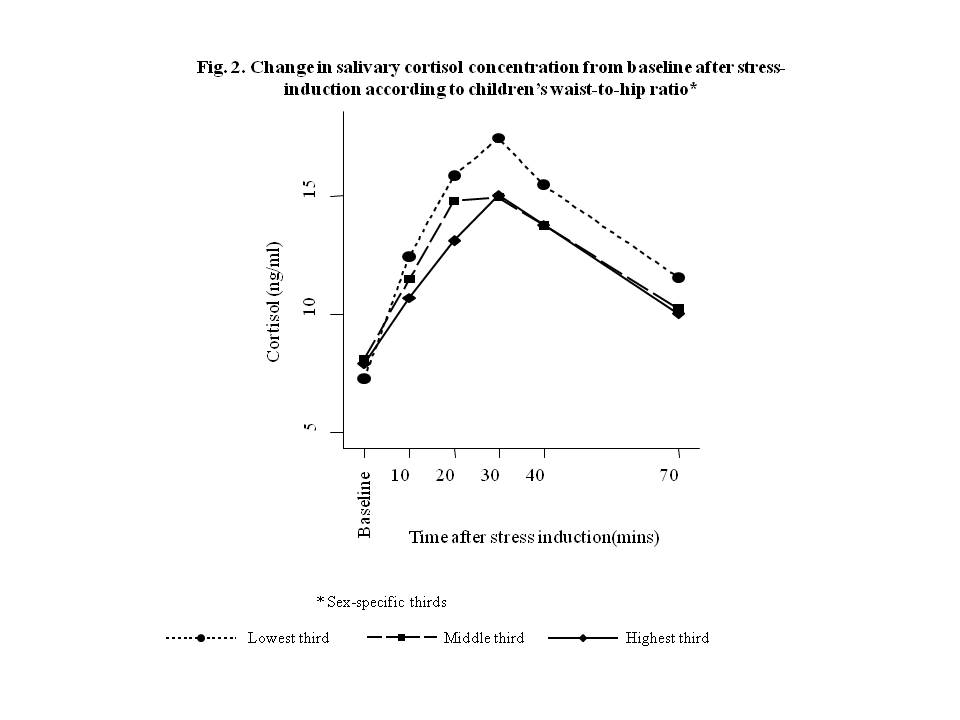 Fig. 2. Change in salivary cortisol concentration from baseline after stress-
induction according to children's waist-to-hip ratio*
15
10
5
Cortisol (ng/ml)
Baseline 10 20 30 40 70
Time after stress induction(mins)
* Sex-specific thirds
Lowest third Middle third Highest third